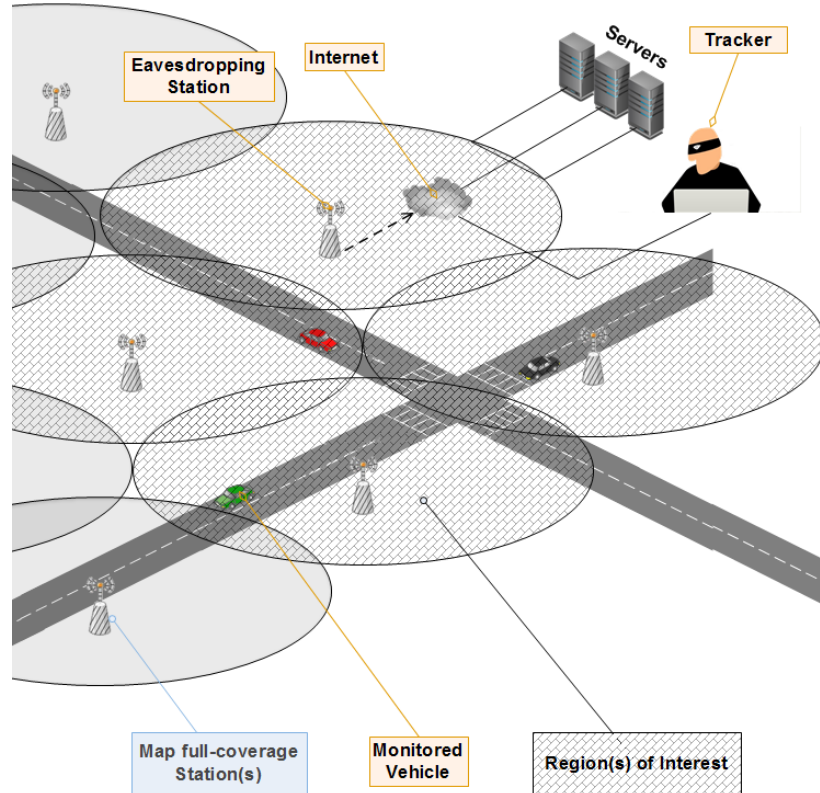 Eavesdropping
Station
Internet
Servers
Tracker
Map full-coverage
Station(s)
Monitored
Vehicle
Region(s) of Interest